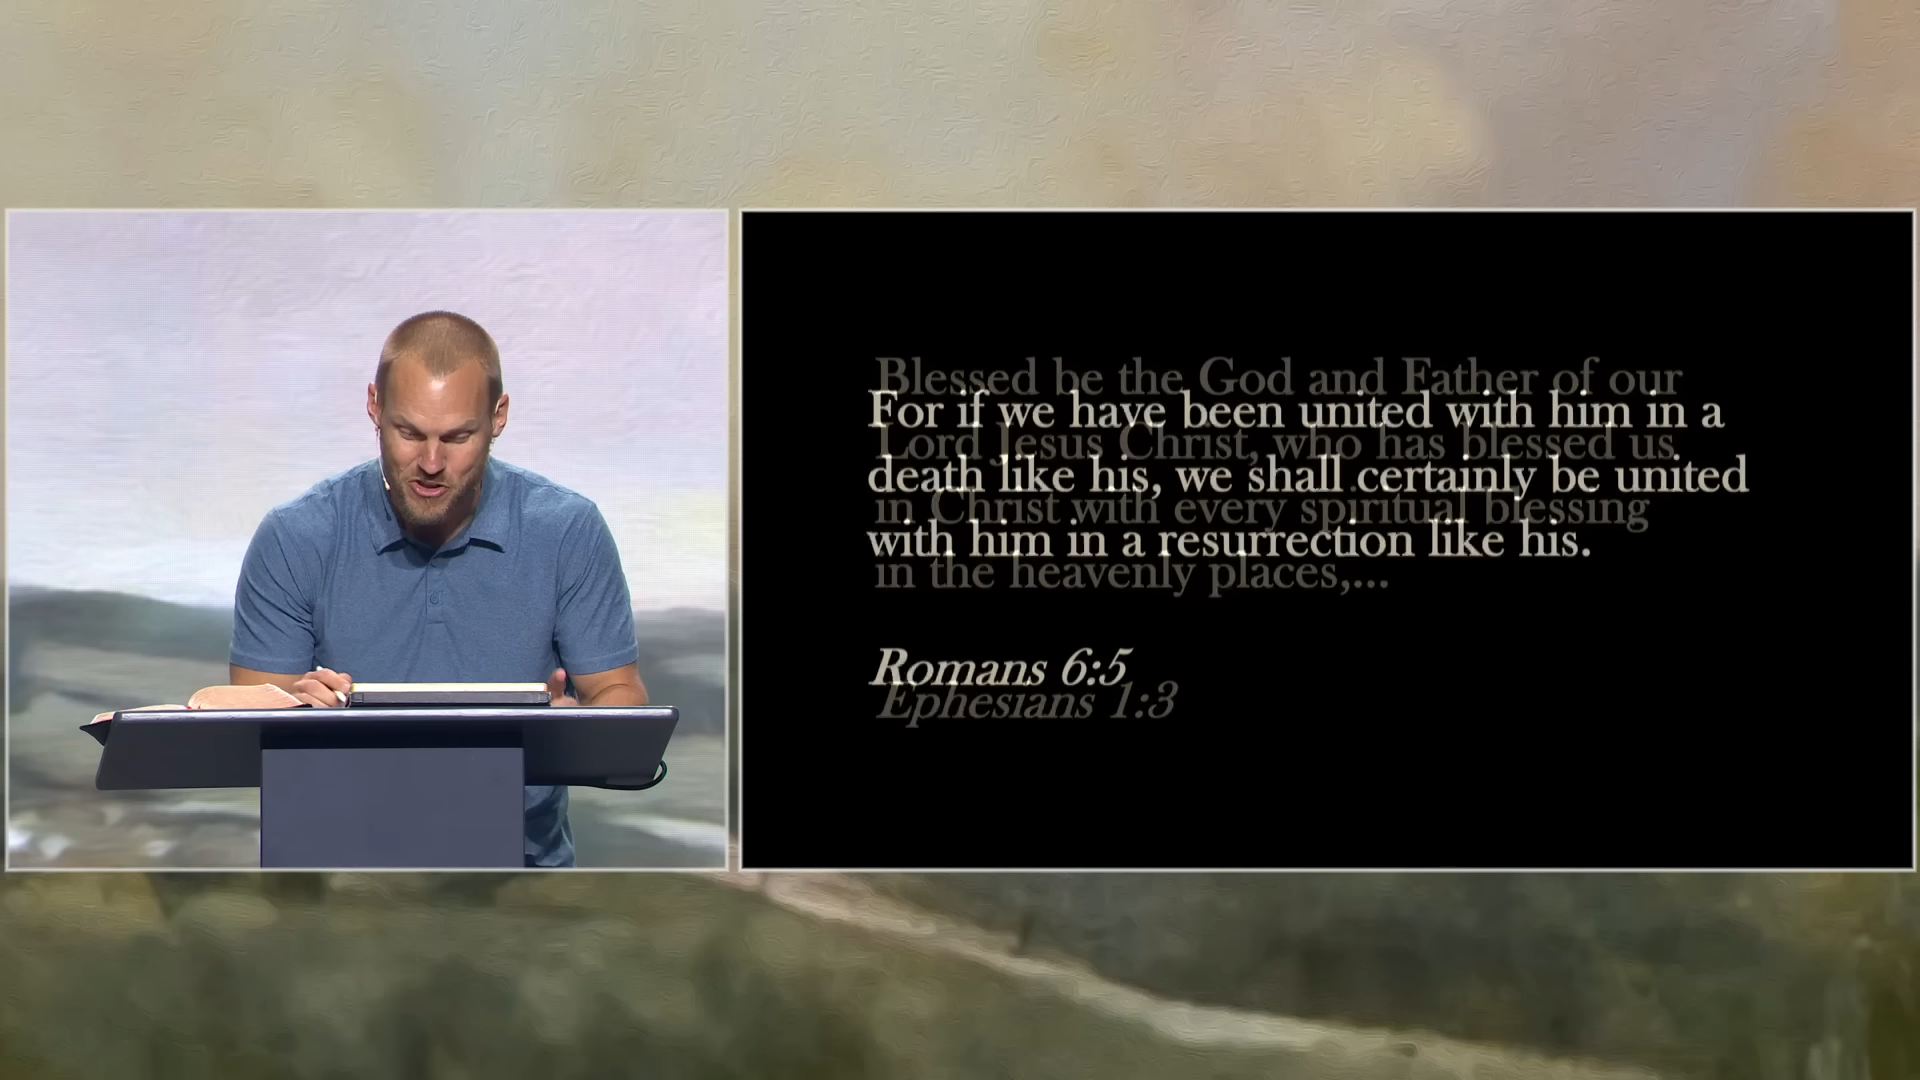 For if we have been united with him in a
death like his, we shall certainly be united
with him in a resurrection like his.
Romans 6:5
Blessed be the God and Father of our
Lord Jesus Christ, who has blessed us
in Christ with every spiritual blessing
in the heavenly places,...
Ephesians 1:3